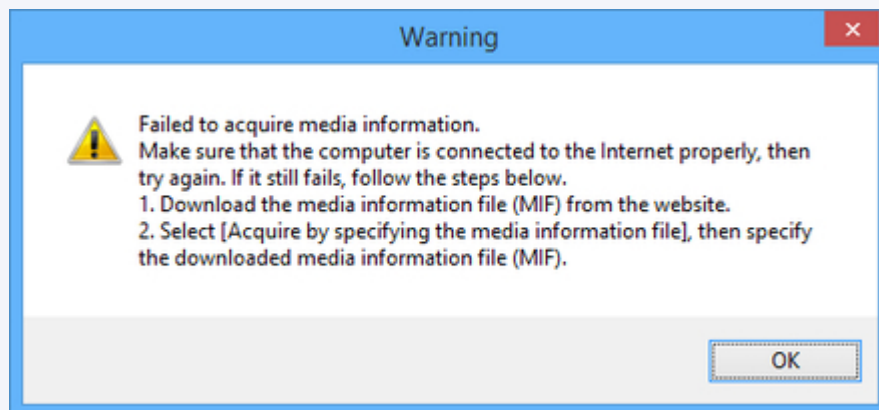 Warning
Failed to acquire media information.
Make sure that the computer is connected to the Internet properly, then
try again. If it still fails, follow the steps below.
1. Download the media information file (MIF) from the website.
2. Select [Acquire by specifying the media information file], then specify
the downloaded media information file (MIF).
OK